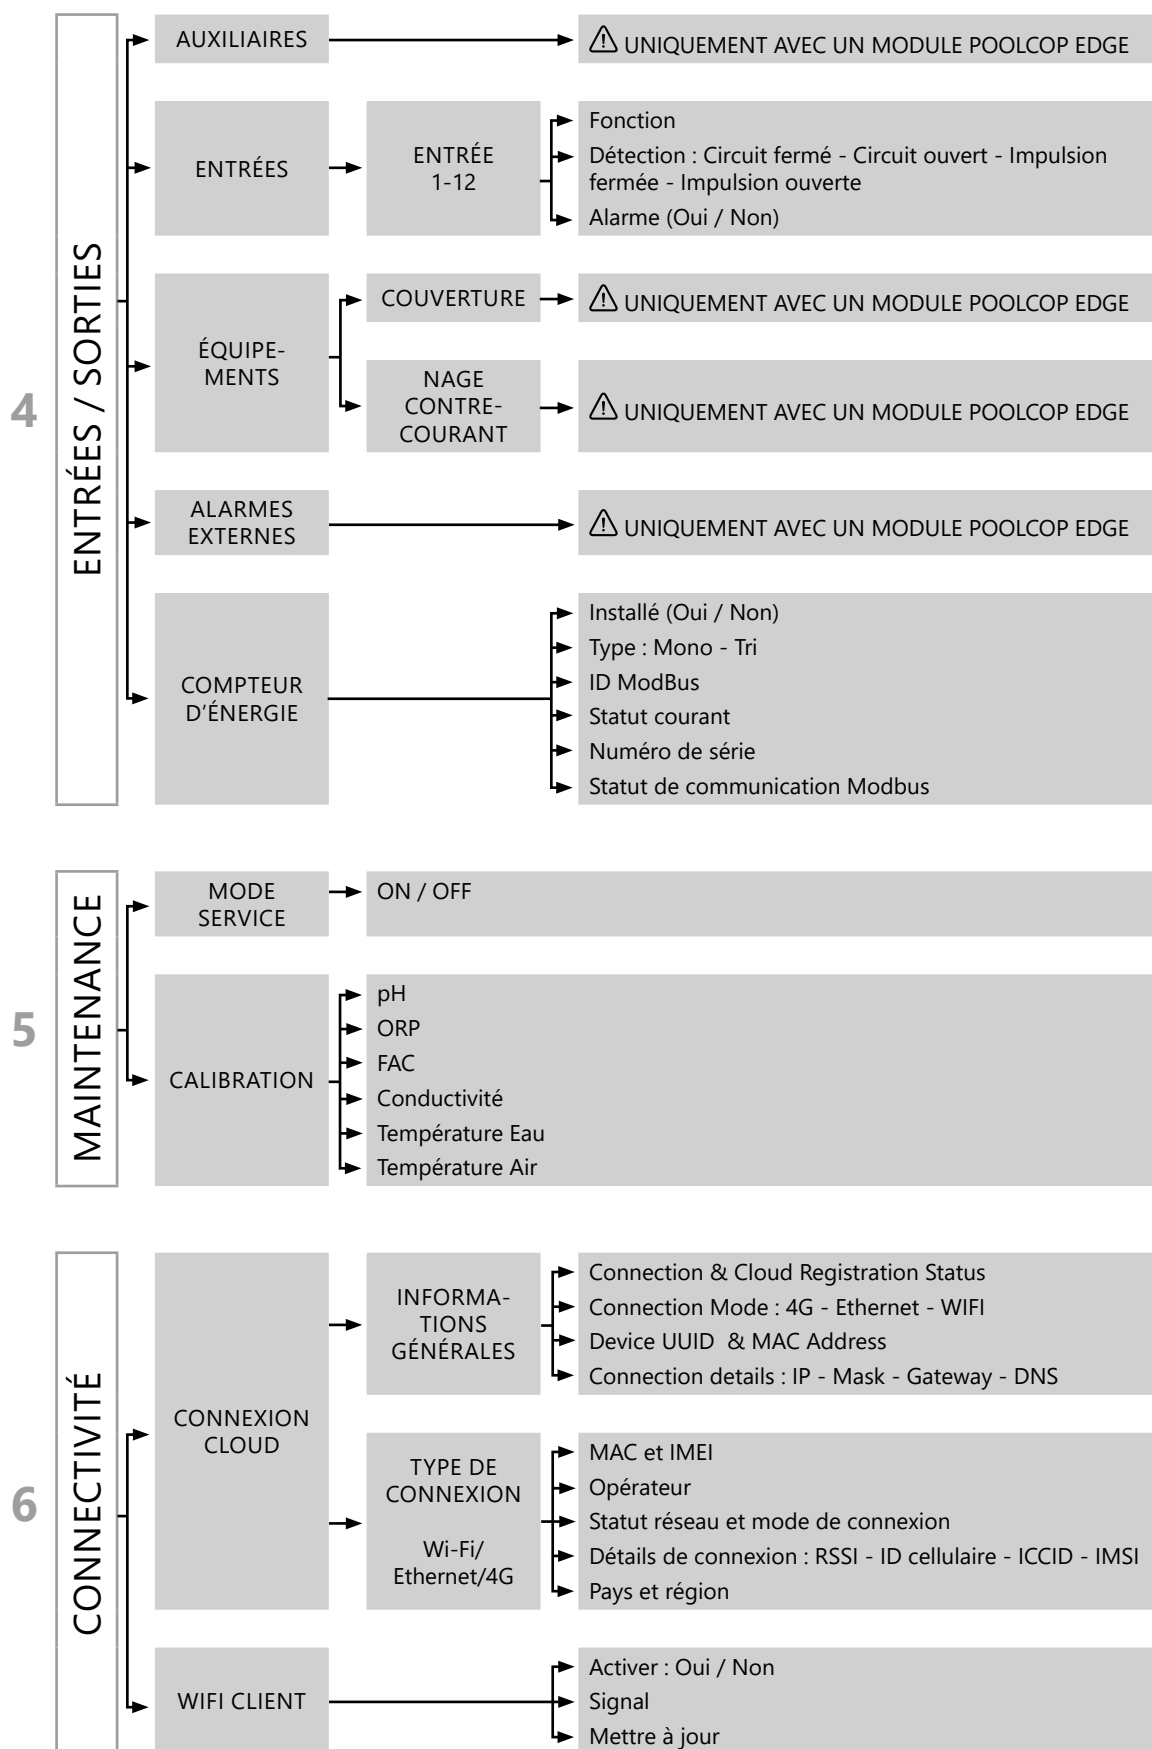 4
ENTRÉES / SORTIES
AUXILIAIRES
UNIQUEMENT AVEC UN MODULE POOLCOP EDGE
ENTRÉES
ENTRÉE
1-12
Fonction
Détection : Circuit fermé - Circuit ouvert - Impulsion
fermée - Impulsion ouverte
Alarme (Oui / Non)
ÉQUIPE-
MENTS
COUVERTURE
UNIQUEMENT AVEC UN MODULE POOLCOP EDGE
NAGE
CONTRE-
COURANT
UNIQUEMENT AVEC UN MODULE POOLCOP EDGE
ALARMES
EXTERNES
UNIQUEMENT AVEC UN MODULE POOLCOP EDGE
COMPTEUR
D'ÉNERGIE
Installé (Oui / Non)
Type : Mono - Tri
ID ModBus
Statut courant
Numéro de série
Statut de communication Modbus
5
MAINTENANCE
MODE
SERVICE
ON / OFF
CALIBRATION
pH
ORP
FAC
Conductivité
Température Eau
Température Air
6
CONNECTIVITÉ
CONNEXION
CLOUD
INFORMA-
TIONS
GÉNÉRALES
Connection & Cloud Registration Status
Connection Mode : 4G - Ethernet - WIFI
Device UUID & MAC Address
Connection details : IP - Mask - Gateway - DNS
TYPE DE
CONNEXION
Wi-Fi/
Ethernet/4G
MAC et IMEI
Opérateur
Statut réseau et mode de connexion
Détails de connexion : RSSI - ID cellulaire - ICCID - IMSI
Pays et région
WIFI CLIENT
Activer : Oui / Non
Signal
Mettre à jour